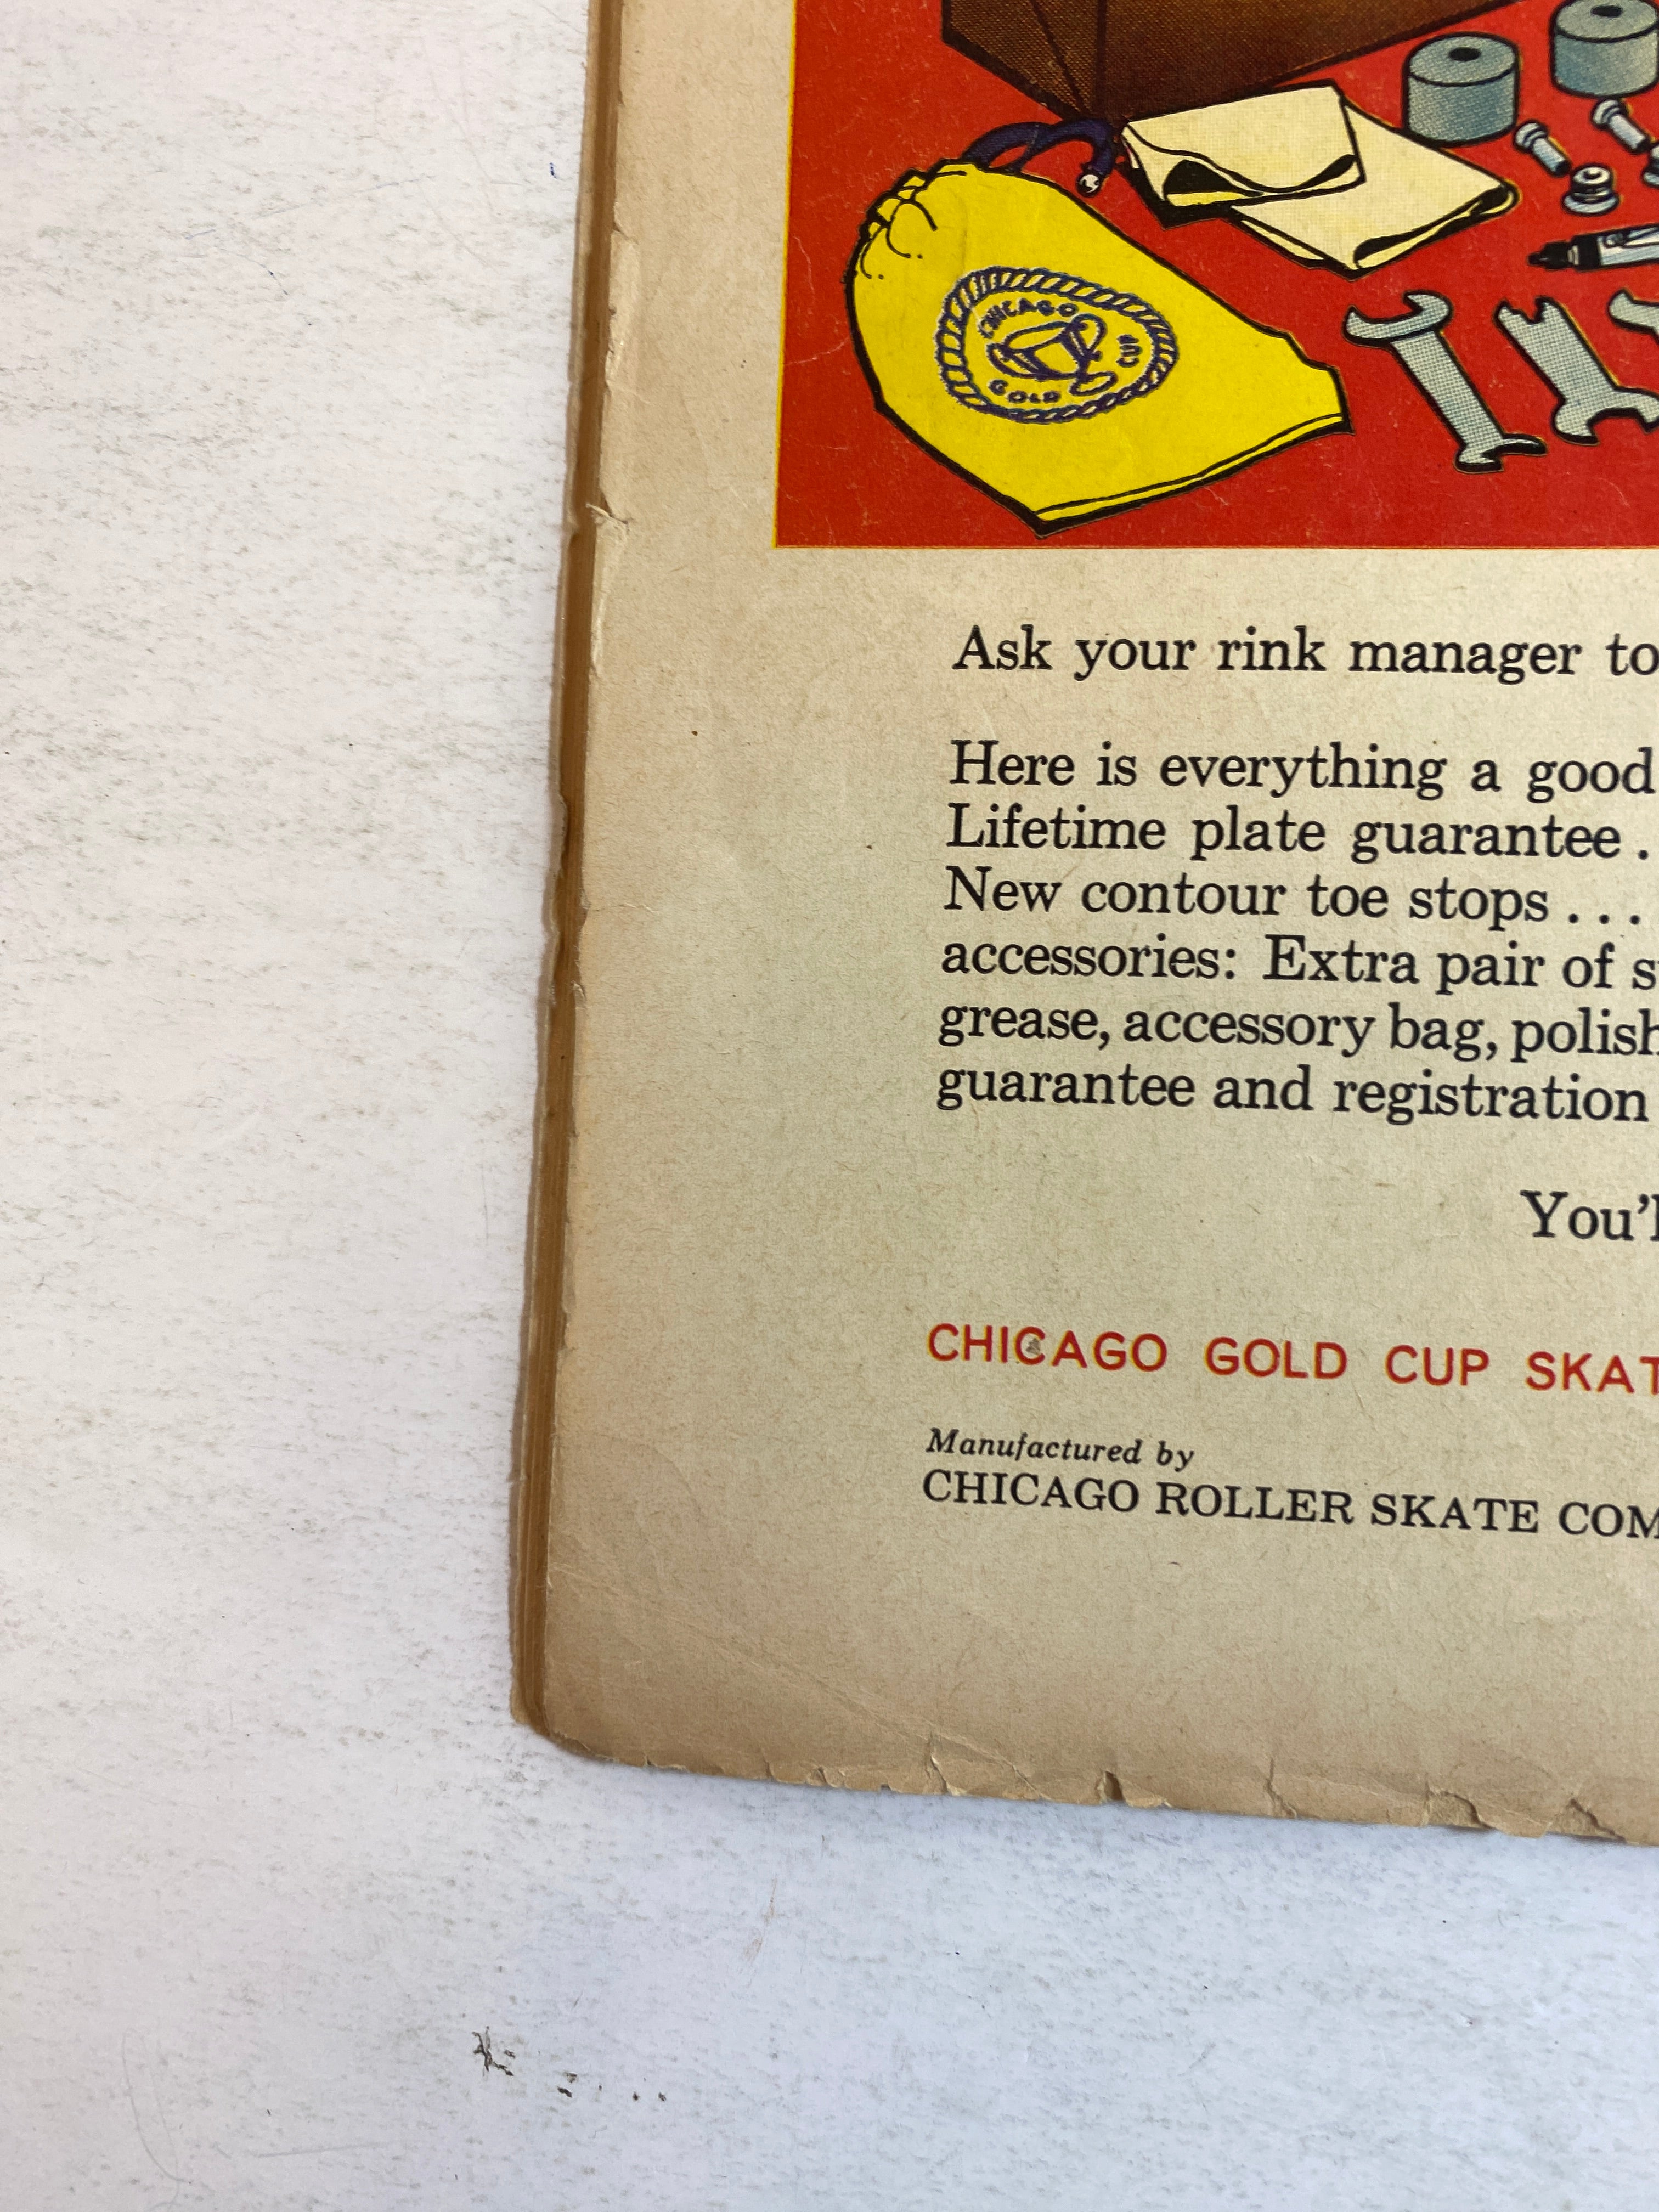 CHICAGO
CUP
GOLD
Ask your rink manager to
Here is everything a good
Lifetime plate guarantee.
New contour toe stops...
accessories: Extra pair of s
grease, accessory bag, polish
guarantee and registration
You'l
CHICAGO GOLD CUP SKAT
Manufactured by
CHICAGO ROLLER SKATE COM